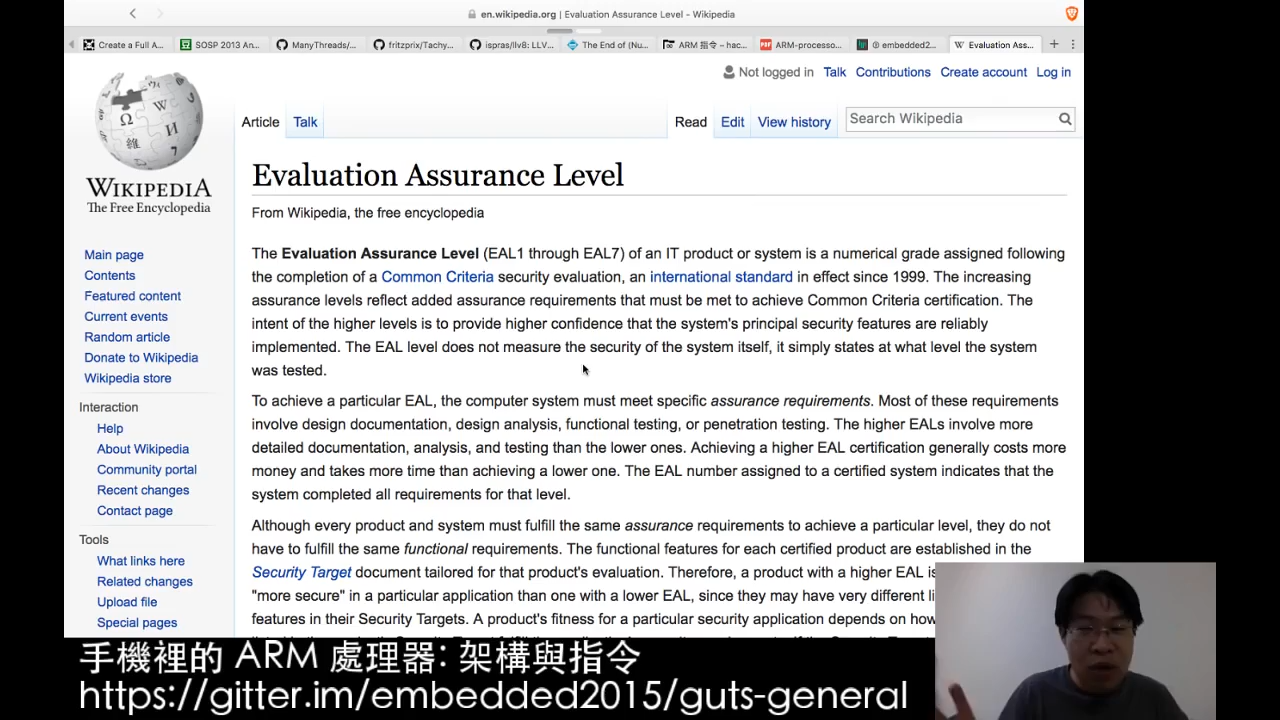 en.wikipedia.org | Evaluation Assurance Level - Wikipedia
Create a Full A...
SOSP 2013 An...
ManyThreads/...
fritzprix/Tachy...
ispras/llv8: LLV...
The End of (Nu...
ARM 指令 – hac...
PDF
ARM-processo...
embedded2...
W
Evaluation Ass...
Not logged in Talk Contributions Create account Log in
Article Talk
Read Edit View history
Search Wikipedia
WIKIPEDIA
The Free Encyclopedia
Main page
Contents
Featured content
Current events
Random article
Donate to Wikipedia
Wikipedia store
Interaction
Help
About Wikipedia
Community portal
Recent changes
Contact page
Tools
What links here
Related changes
Upload file
Special pages
Evaluation Assurance Level
From Wikipedia, the free encyclopedia
The Evaluation Assurance Level (EAL1 through EAL7) of an IT product or system is a numerical grade assigned following
the completion of a Common Criteria security evaluation, an international standard in effect since 1999. The increasing
assurance levels reflect added assurance requirements that must be met to achieve Common Criteria certification. The
intent of the higher levels is to provide higher confidence that the system's principal security features are reliably
implemented. The EAL level does not measure the security of the system itself, it simply states at what level the system
was tested.
To achieve a particular EAL, the computer system must meet specific assurance requirements. Most of these requirements
involve design documentation, design analysis, functional testing, or penetration testing. The higher EALs involve more
detailed documentation, analysis, and testing than the lower ones. Achieving a higher EAL certification generally costs more
money and takes more time than achieving a lower one. The EAL number assigned to a certified system indicates that the
system completed all requirements for that level.
Although every product and system must fulfill the same assurance requirements to achieve a particular level, they do not
have to fulfill the same functional requirements. The functional features for each certified product are established in the
Security Target document tailored for that product's evaluation. Therefore, a product with a higher EAL is
"more secure" in a particular application than one with a lower EAL, since they may have very different li
features in their Security Targets. A product's fitness for a particular security application depends on how
手機裡的 ARM 處理器: 架構與指令
https://gitter.im/embedded2015/guts-general